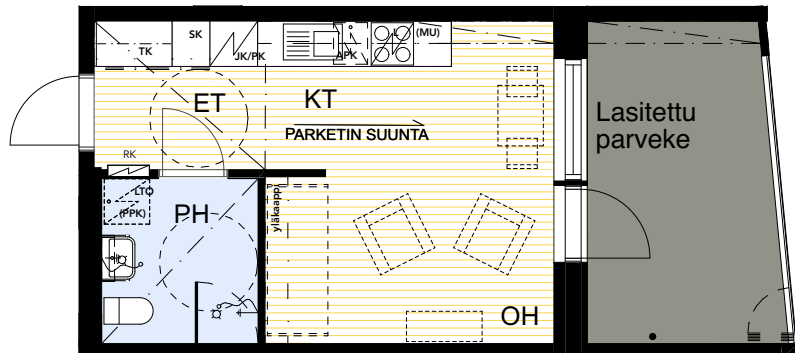 SK
L (MU)
TK
JK/PK
APK
ET
KT
PARKETIN SUUNTA
Lasitettu
parveke
RK
LTO
(PPK)
PH
yläkaappi
OH